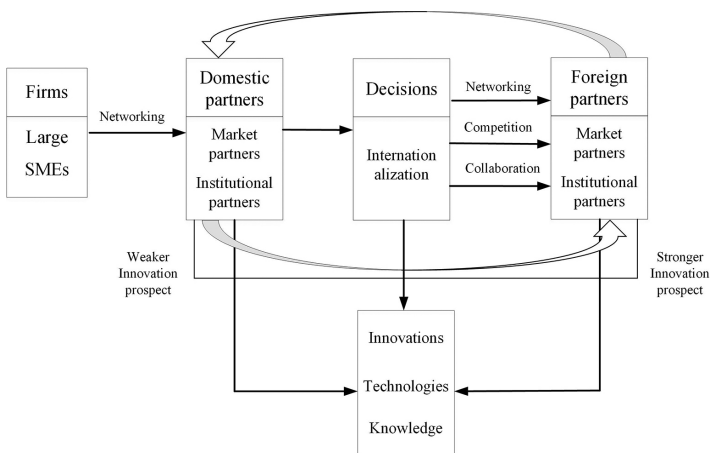 Firms
Large
SMEs
Networking
Domestic
partners
Market
partners
Institutional
partners
Decisions
Internation
alization
Networking
Competition
Collaboration
Foreign
partners
Market
partners
Institutional
partners
Weaker
Innovation
prospect
Stronger
Innovation
prospect
Innovations
Technologies
Knowledge